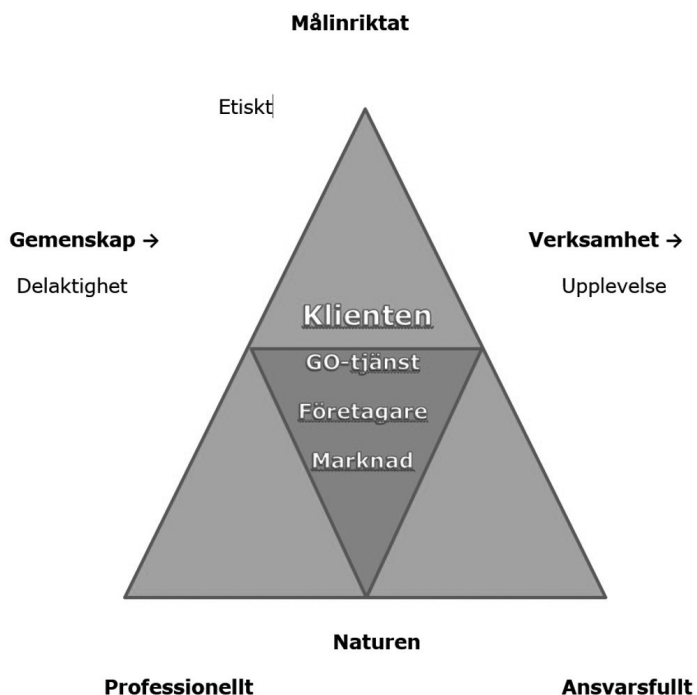 Målinriktat
Etiskt
Gemenskap → Verksamhet →
Delaktighet Upplevelse
Klienten
GO-tjänst
Företagare
Marknad
Naturen
Professionellt Ansvarsfullt